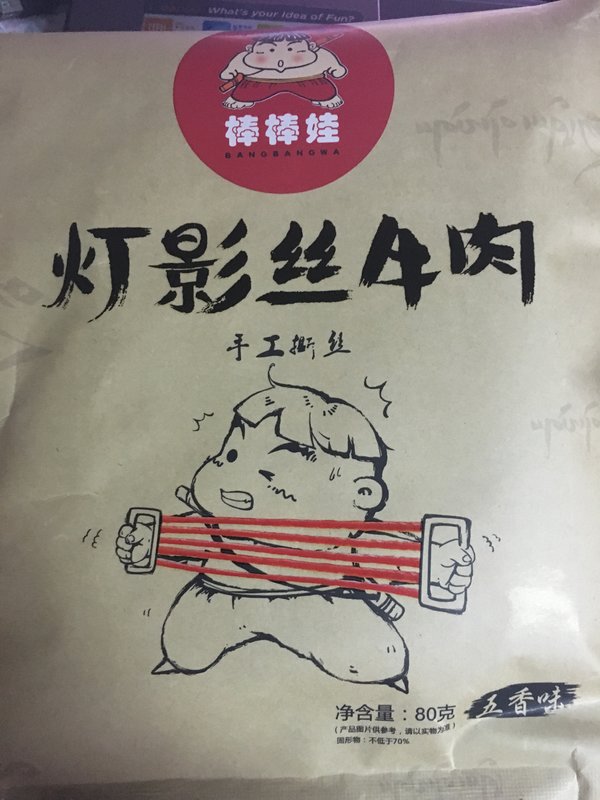 What's your Idea of Fun?
棒棒娃
BANGBANGWA
灯影丝牛肉
手工撕丝
净含量：80克
五香味
(产品图片供参考，请以实物为准)
固形物：不低于70%